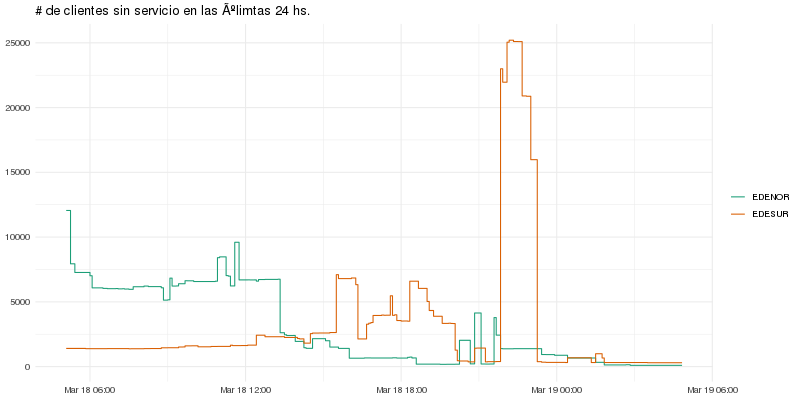 # de clientes sin servicio en las Ãºlimtas 24 hs.
25000
20000
15000
10000
5000
0
Mar 18 06:00 Mar 18 12:00 Mar 18 18:00 Mar 19 00:00 Mar 19 06:00
EDENOR
EDESUR